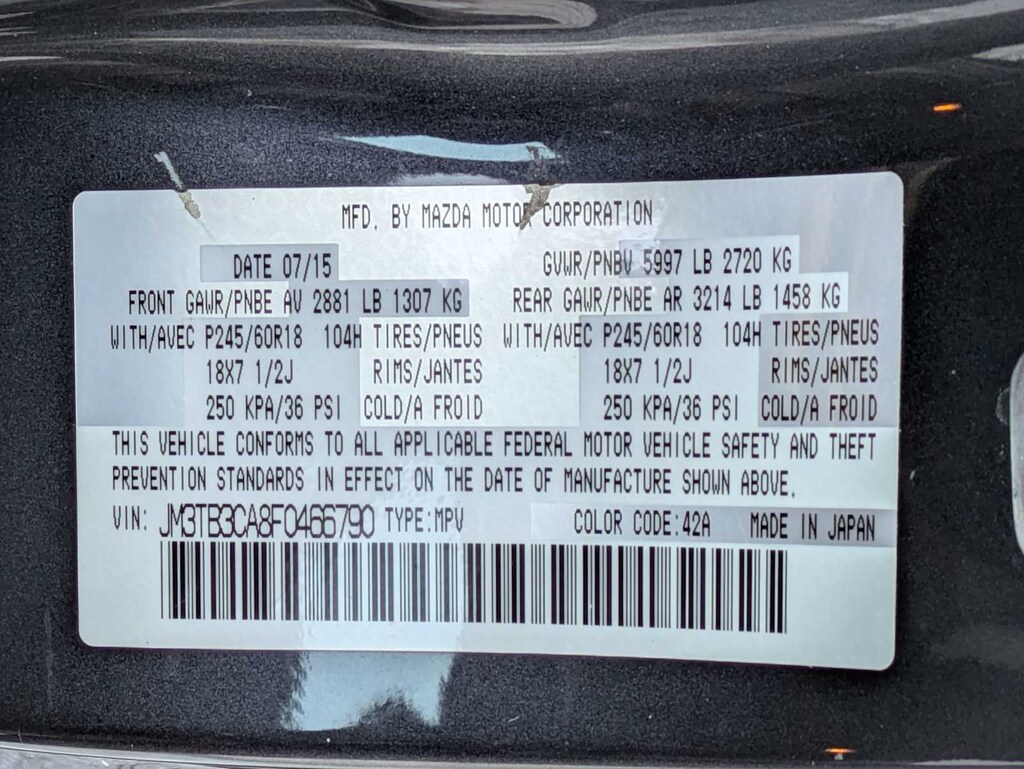 MFD. BY MAZDA MOTOR CORPORATION
DATE 07/15 GVWR/PNBV 5997 LB 2720 KG
FRONT GAWR/PNBE AV 2881 LB 1307 KG REAR GAWR/PNBE AR 3214 LB 1458 KG
WITH/AVEC P245/60R18 104H TIRES/PNEUS WITH/AVEC P245/60R18 104H TIRES/PNEUS
18X7 1/2J RIMS/JANTES 18X7 1/2J RIMS/JANTES
250 KPA/36 PSI COLD/A FROID 250 KPA/36 PSI COLD/A FROID
THIS VEHICLE CONFORMS TO ALL APPLICABLE FEDERAL MOTOR VEHICLE SAFETY AND THEFT
PREVENTION STANDARDS IN EFFECT ON THE DATE OF MANUFACTURE SHOWN ABOVE.
VIN: JM3TB3CA8F0466790 TYPE:MPV COLOR CODE:42A MADE IN JAPAN